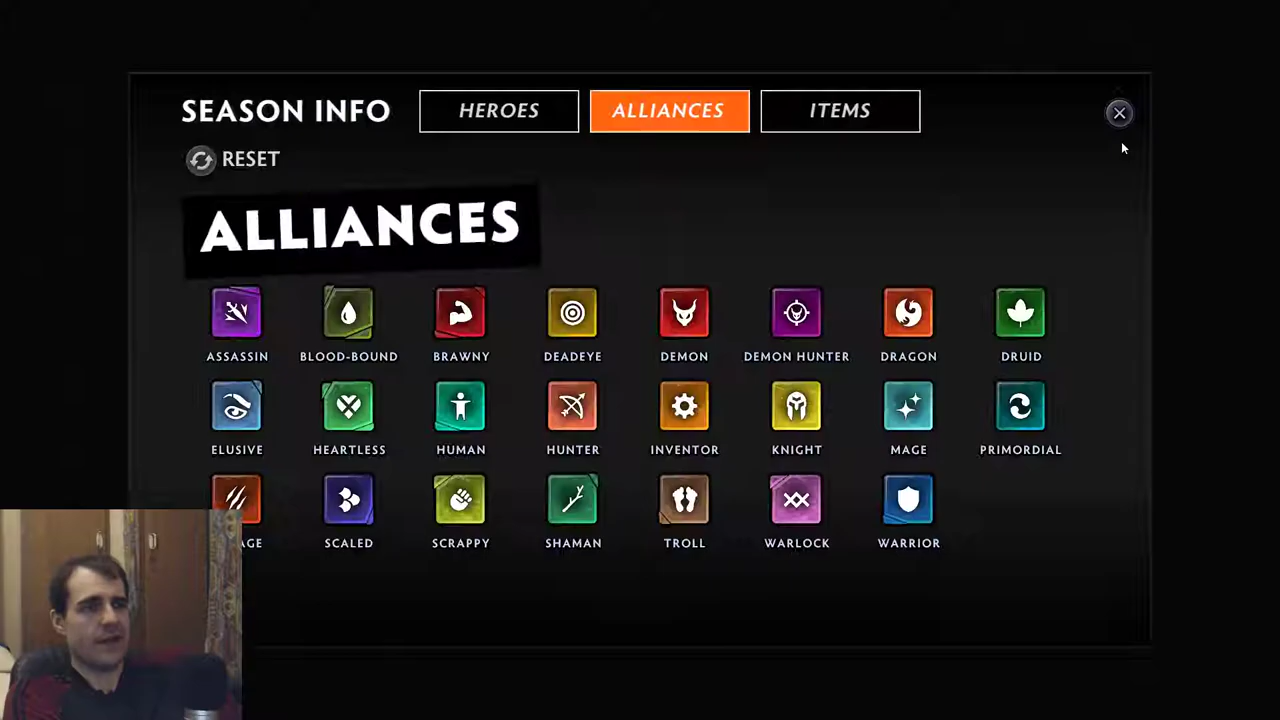 SEASON INFO HEROES ALLIANCES ITEMS
RESET
ALLIANCES
ASSASSIN BLOOD-BOUND BRAWNY DEADEYE DEMON DEMON HUNTER DRAGON DRUID
ELUSIVE HEARTLESS HUMAN HUNTER INVENTOR KNIGHT MAGE PRIMORDIAL
AGE SCALED SCRAPPY SHAMAN TROLL WARLOCK WARRIOR